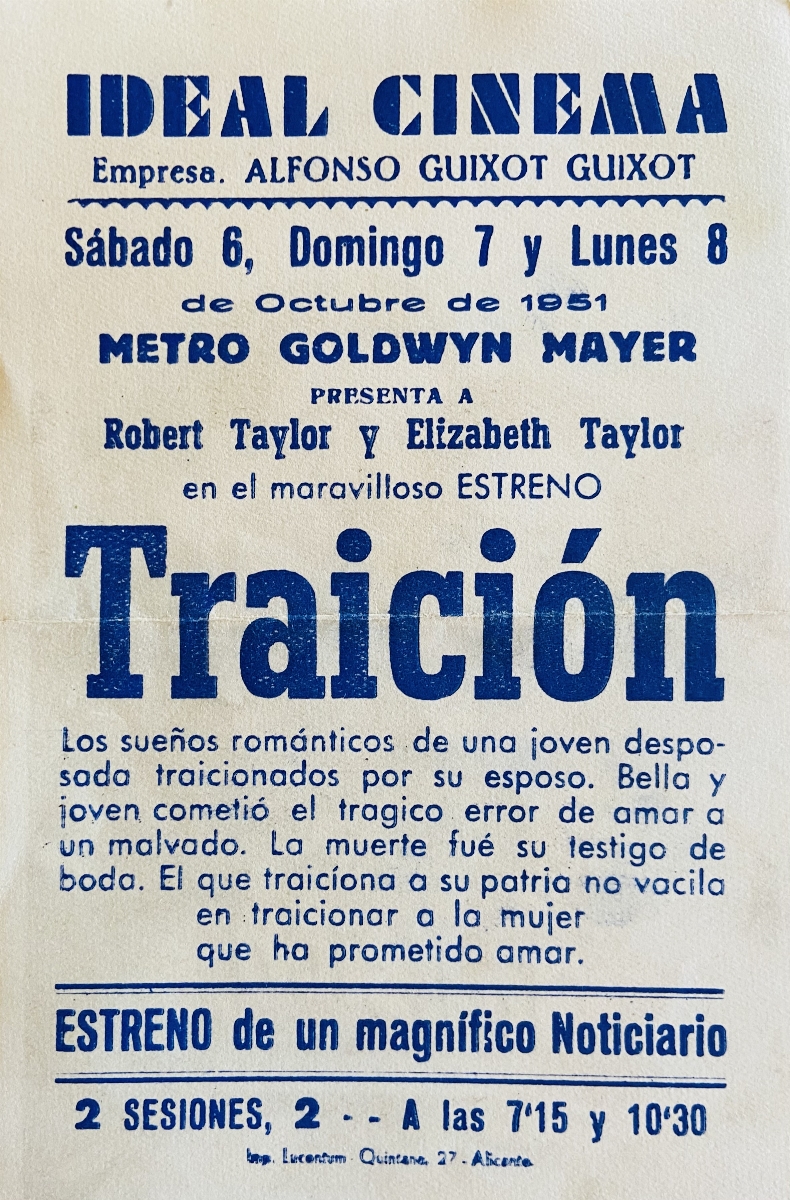 IDEAL CINEMA
Empresa. ALFONSO GUIXOT GUIXOT
Sábado 6, Domingo 7 y Lunes 8
de Octubre de 1951
METRO GOLDWYN MAYER
PRESENTA A
Robert Taylor y Elizabeth Taylor
en el maravilloso ESTRENO
Traición
Los sueños románticos de una joven despo-
sada traicionados por su esposo. Bella y
joven cometió el tragico error de amar a
un malvado. La muerte fué su testigo de
boda. El que traicíona a su patria no vacila
en traicionar a la mujer
que ha prometido amar.
ESTRENO de un magnífico Noticiario
2 SESIONES, 2 - - A las 7'15 y 10'30
Imp. Lucentum - Quintana, 27 - Alicante